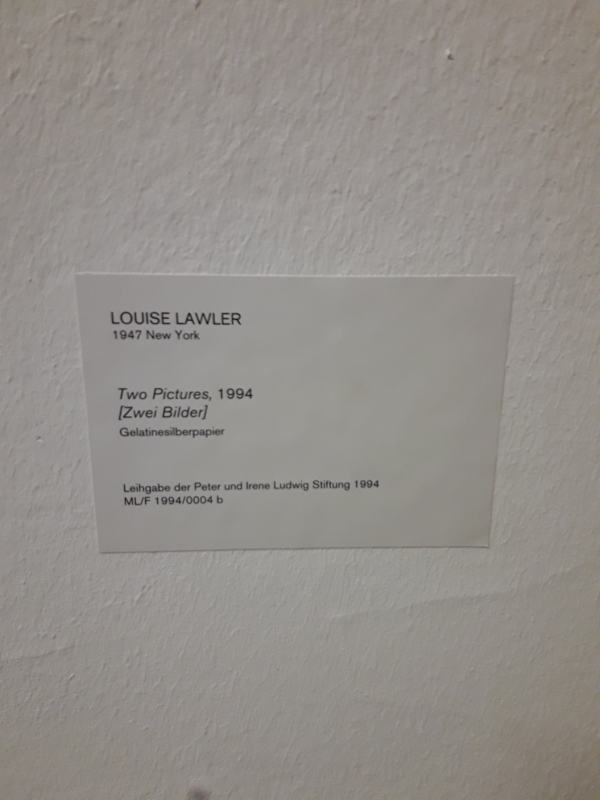 LOUISE LAWLER
1947 New York
Two Pictures, 1994
[Zwei Bilder]
Gelatinesilberpapier
Leihgabe der Peter und Irene Ludwig Stiftung 1994
ML/F 1994/0004 b